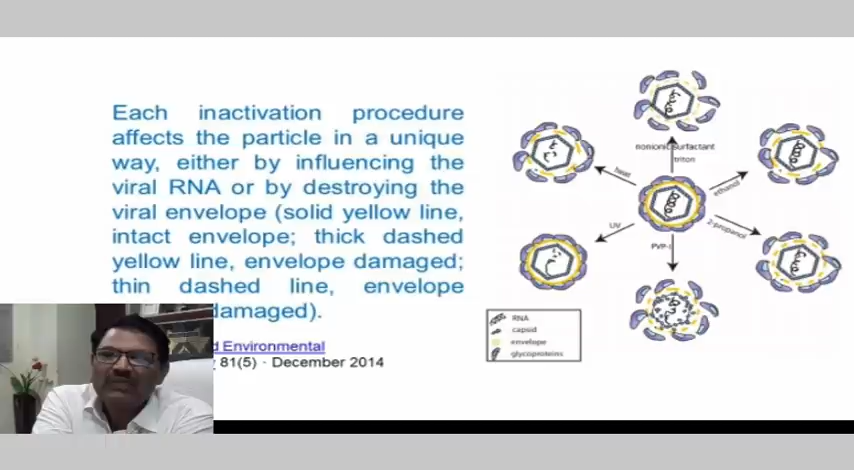 Each inactivation procedure
affects the particle in a unique
way, either by influencing the
viral RNA or by destroying the
viral envelope (solid yellow line,
intact envelope; thick dashed
yellow line, envelope damaged;
thin dashed line, envelope
damaged).
d Environmental
81(5) · December 2014
nonionic surfactant
triton
heat
ethanol
UV
2-propanol
PVP-I
RNA
capsid
envelope
glycoproteins